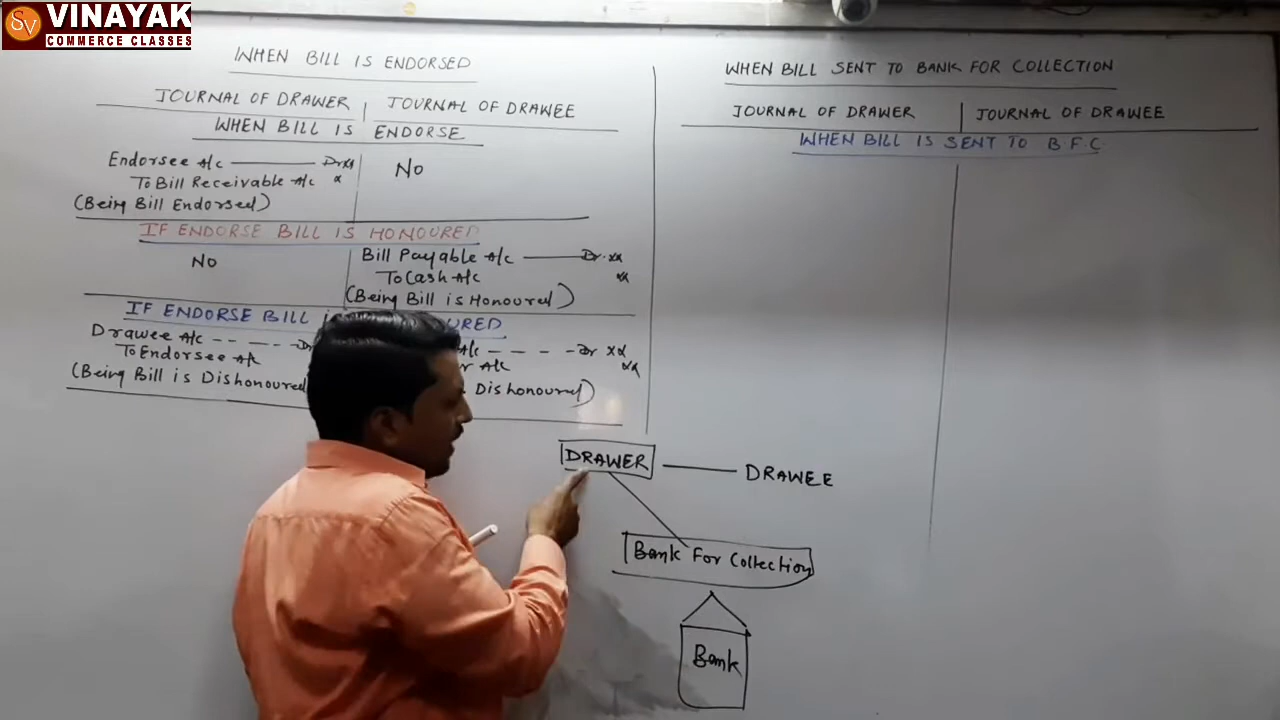 SV VINAYAK
COMMERCE CLASSES
WHEN BILL IS ENDORSED
JOURNAL OF DRAWER JOURNAL OF DRAWEE
WHEN BILL IS ENDORSE
Endorsee A/c ——— Dr xx
To Bill Receivable A/c x
(Being Bill Endorsed)
NO
IF ENDORSE BILL IS HONOURED
NO
Bill Payable A/c ——— Dr. xx
To Cash A/c xx
(Being Bill is Honoured)
IF ENDORSE BILL
Drawee A/c -- -- --
To Endorsee A/c
(Being Bill is Dishonoured
A/c - - - - Dr xx
A/c xx
Dishonoured)
WHEN BILL SENT TO BANK FOR COLLECTION
JOURNAL OF DRAWER JOURNAL OF DRAWEE
WHEN BILL IS SENT TO B F C
DRAWER — DRAWEE
Bank For Collection
Bank